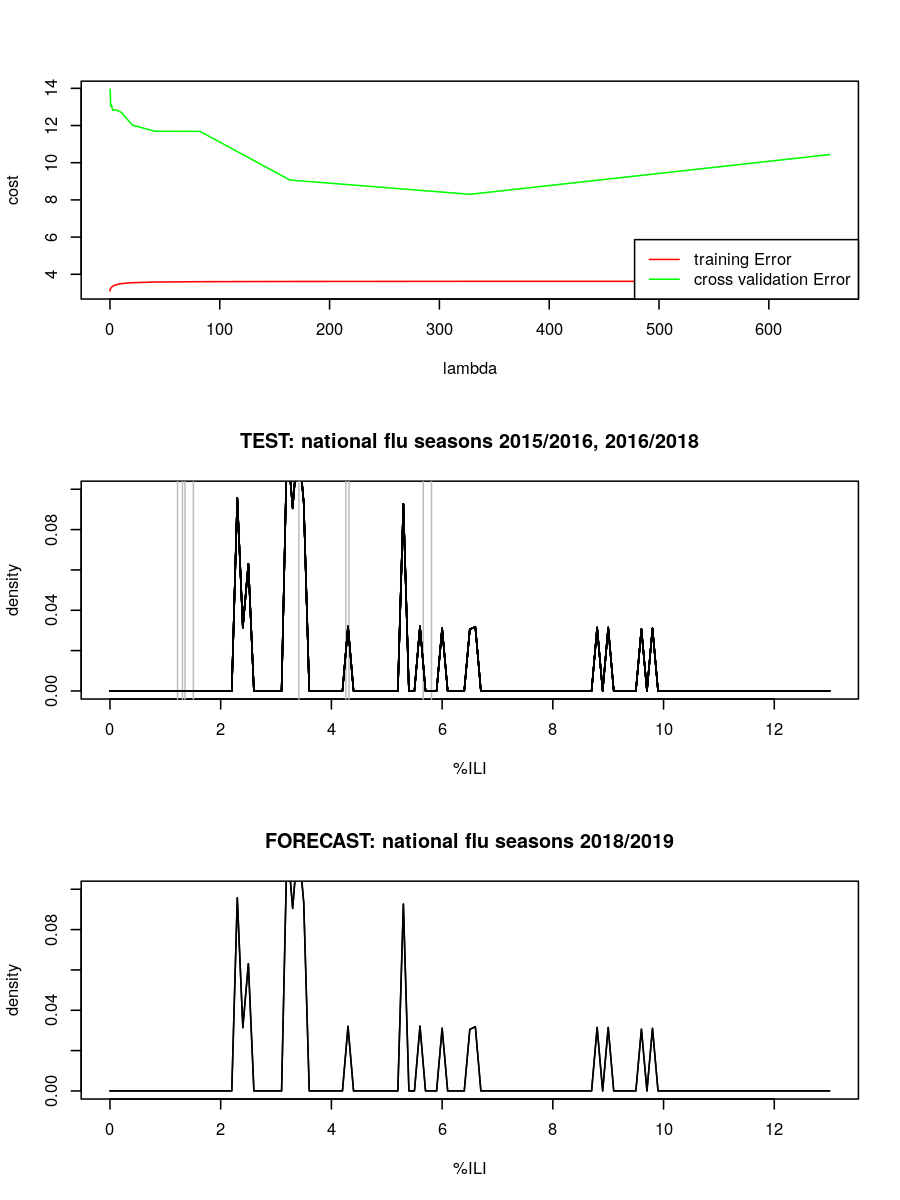 14
12
10
8
6
4
cost
training Error
cross validation Error
0 100 200 300 400 500 600
lambda
TEST: national flu seasons 2015/2016, 2016/2018
0.08
0.04
0.00
density
0 2 4 6 8 10 12
%ILI
FORECAST: national flu seasons 2018/2019
0.08
0.04
0.00
density
0 2 4 6 8 10 12
%ILI